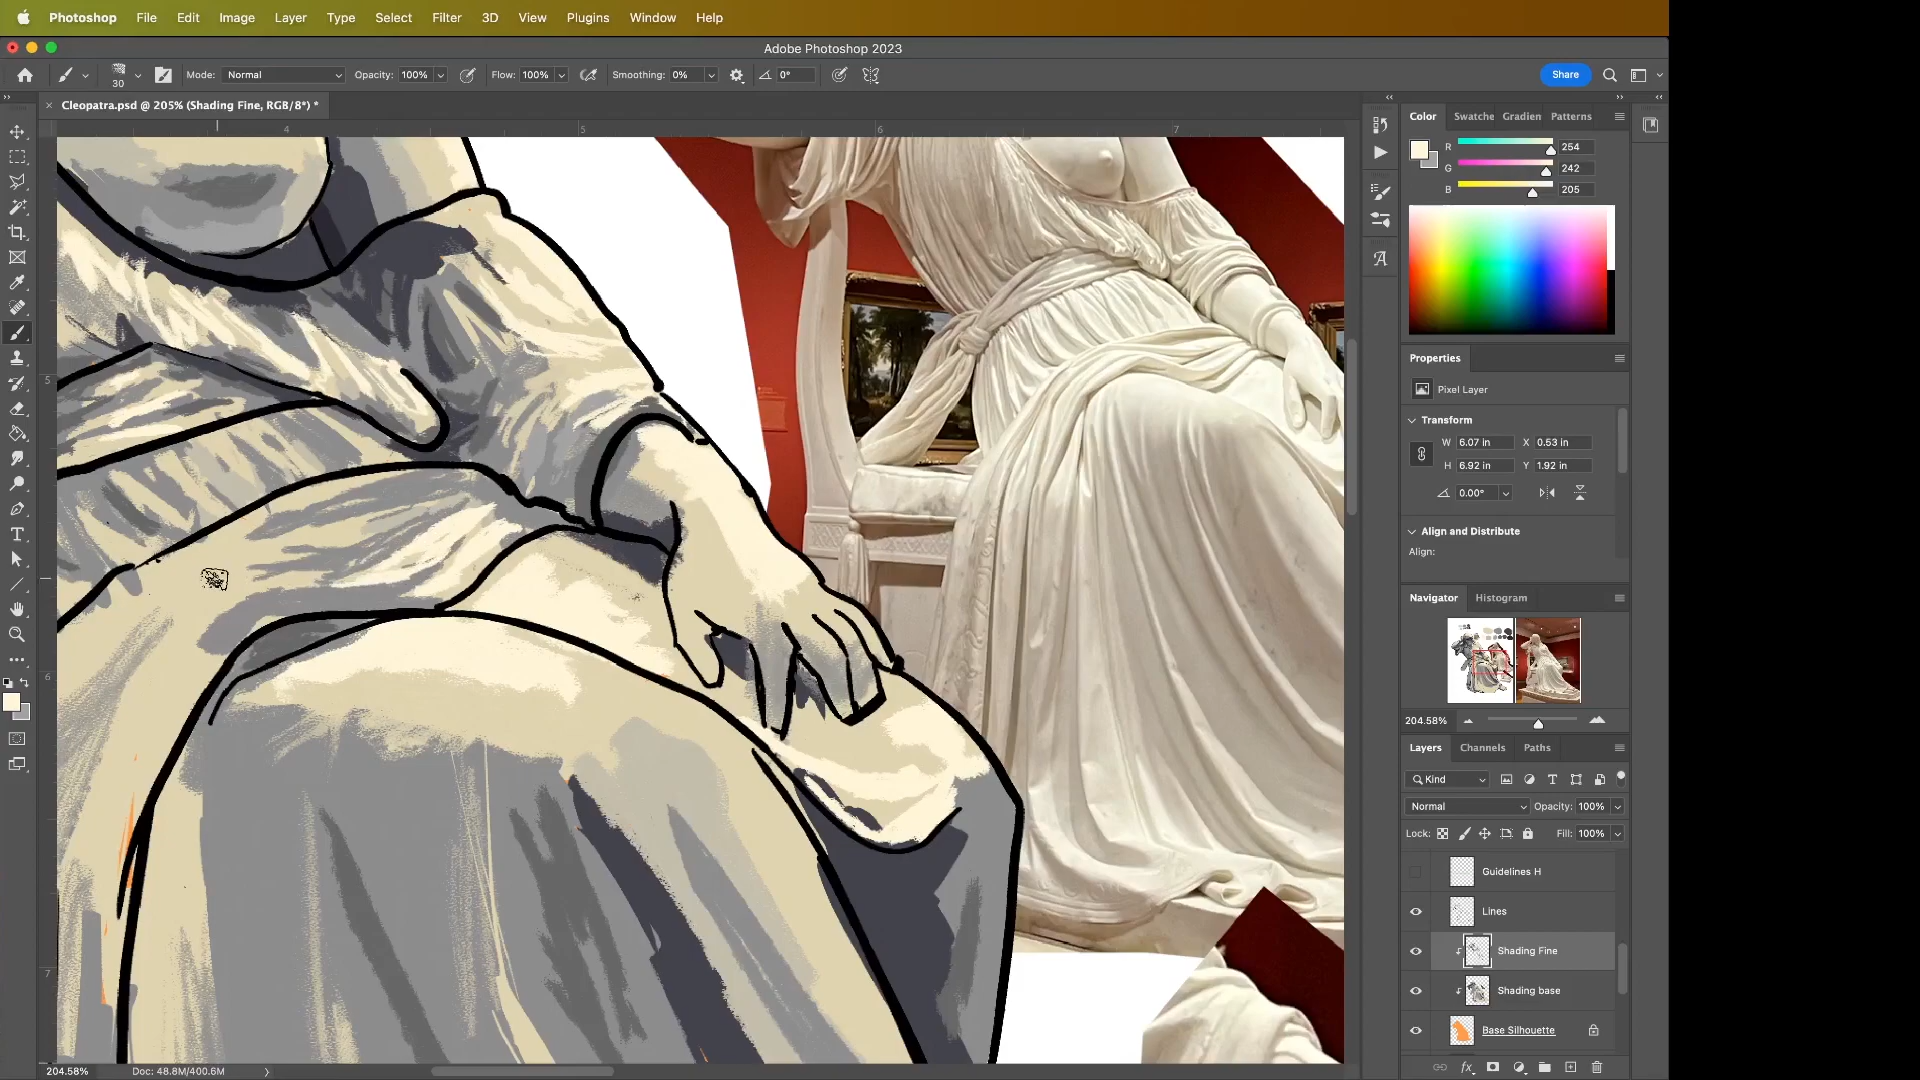 Photoshop File Edit Image Layer Type Select Filter 3D View Plugins Window Help
Adobe Photoshop 2023
30 Mode: Normal Opacity: 100% Flow: 100% Smoothing: 0% 0° Share
Cleopatra.psd @ 205% (Shading Fine, RGB/8*) *
4 5 6 7
5
6
7
Color Swatche Gradien Patterns
R 254
G 242
B 205
Properties
Pixel Layer
Transform
W 6.07 in X 0.53 in
H 6.92 in Y 1.92 in
0.00°
Align and Distribute
Align:
Navigator Histogram
204.58%
Layers Channels Paths
Kind
Normal Opacity: 100%
Lock: Fill: 100%
Guidelines H
Lines
Shading Fine
Shading base
Base Silhouette
204.58% Doc: 48.8M/400.6M